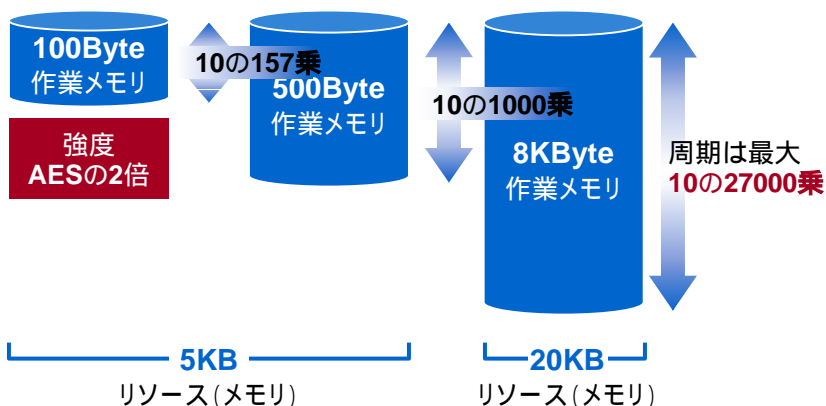 100Byte
作業メモリ
10の157乗
500Byte
作業メモリ
10の1000乗
8KByte
作業メモリ
周期は最大
10の27000乗
強度
AESの2倍
5KB
リソース(メモリ)
20KB
リソース(メモリ)